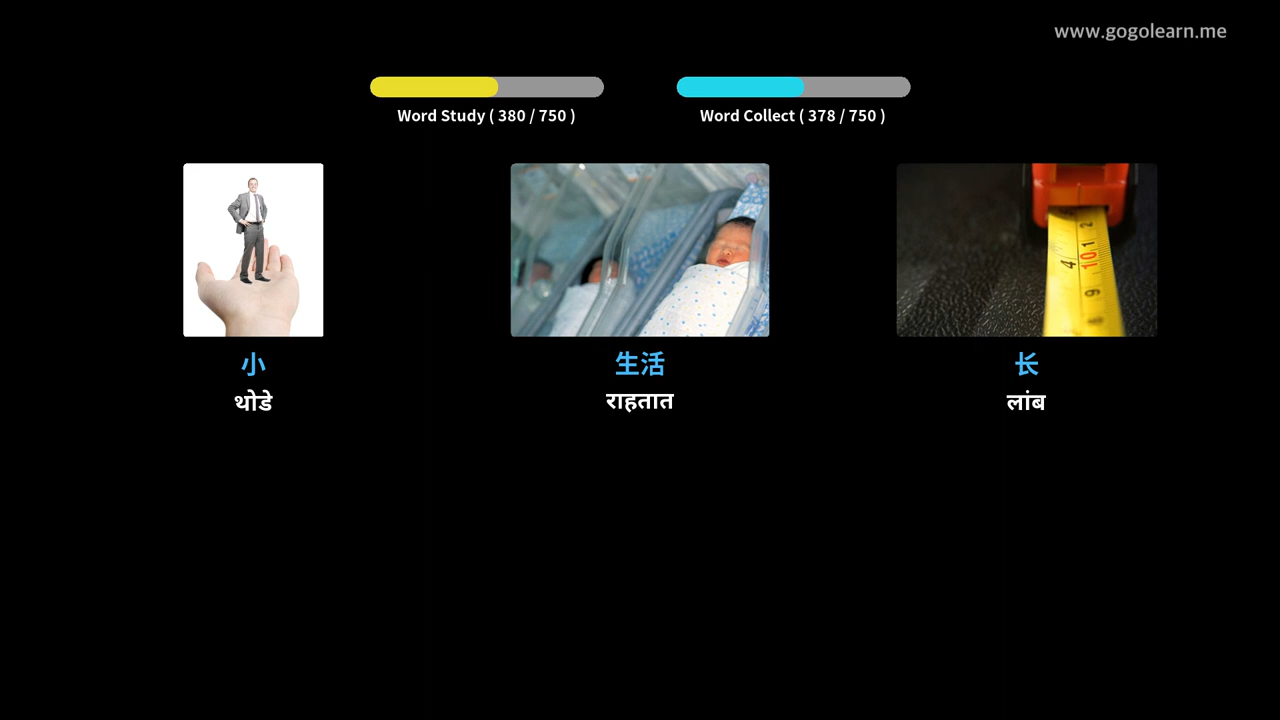 www.gogolearn.me
Word Study ( 380 / 750 )
Word Collect ( 378 / 750 )
小
थोडे
生活
राहतात
长
लांब